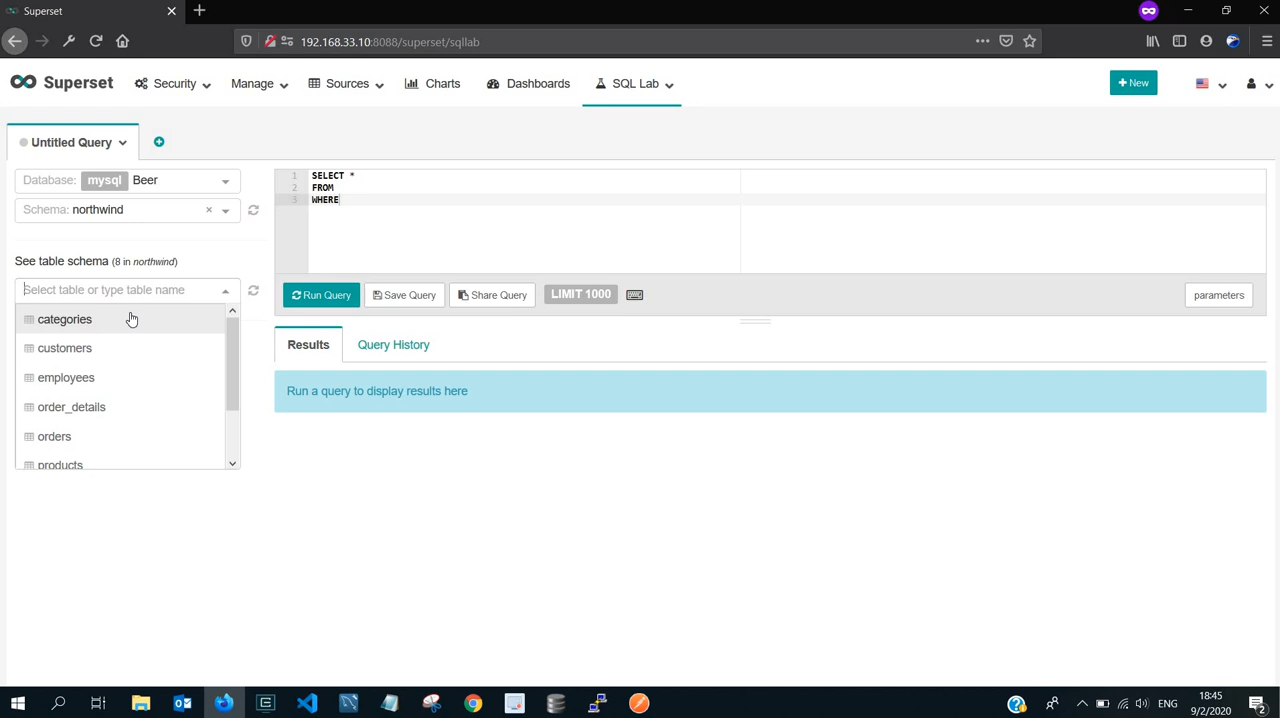 Superset
192.168.33.10:8088/superset/sqllab
Superset Security Manage Sources Charts Dashboards SQL Lab + New
Untitled Query
Database: mysql Beer
Schema: northwind ×
See table schema (8 in northwind)
Select table or type table name
categories
customers
employees
order_details
orders
products
1 SELECT *
2 FROM
3 WHERE
Run Query Save Query Share Query LIMIT 1000 parameters
Results Query History
Run a query to display results here
ENG
18:45
9/2/2020
2